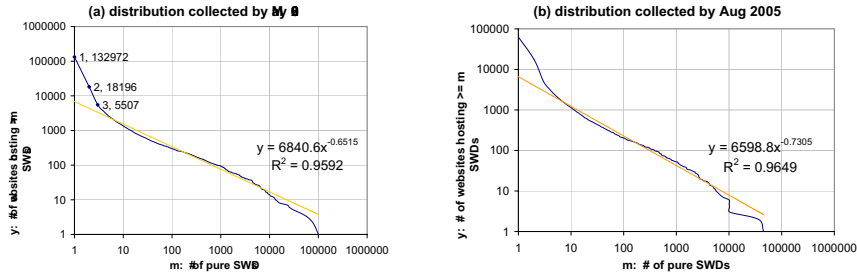 (a) distribution collected by
1000000
100000
10000
1000
100
10
1
1, 132972
2, 18196
3, 5507
y = 6840.6x^-0.6515
R² = 0.9592
1 10 100 1000 10000 100000 1000000
m: # of pure SWDs
y:
(b) distribution collected by Aug 2005
100000
10000
1000
100
10
1
y = 6598.8x^-0.7305
R² = 0.9649
1 10 100 1000 10000 100000 1000000
m: # of pure SWDs
y: # of websites hosting >= m
SWDs